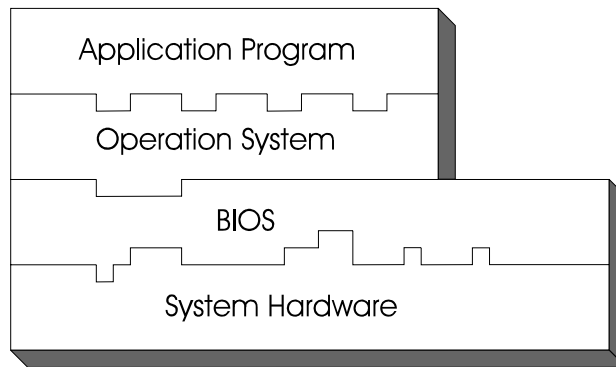 Application Program
Operation System
BIOS
System Hardware